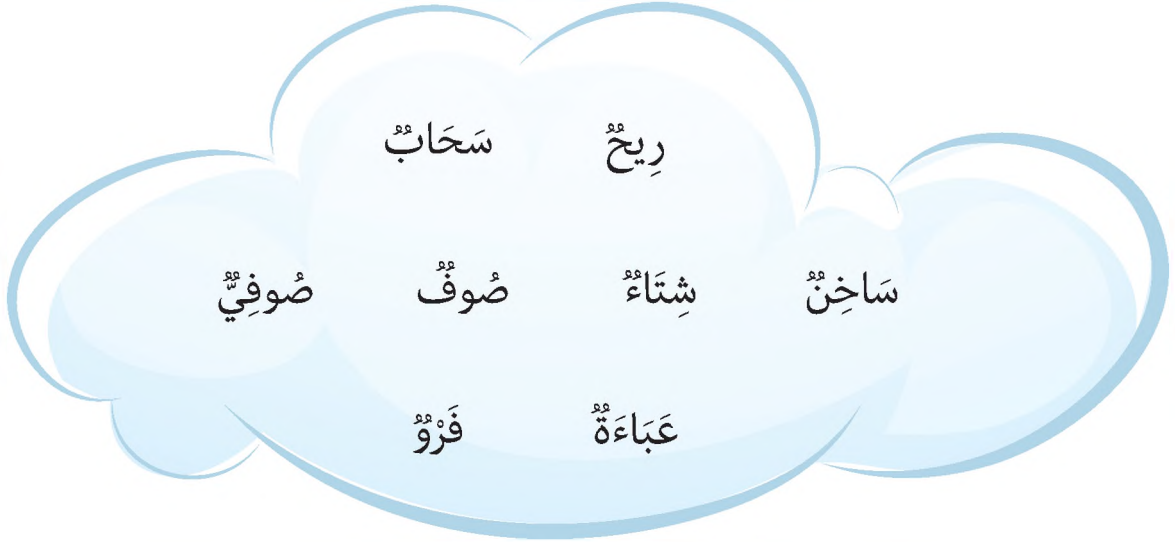 رِيحٌ سَحَابٌ
سَاخِنٌ شِتَاءٌ صُوفٌ صُوفِيٌّ
عَبَاءَةٌ فَرْوٌ